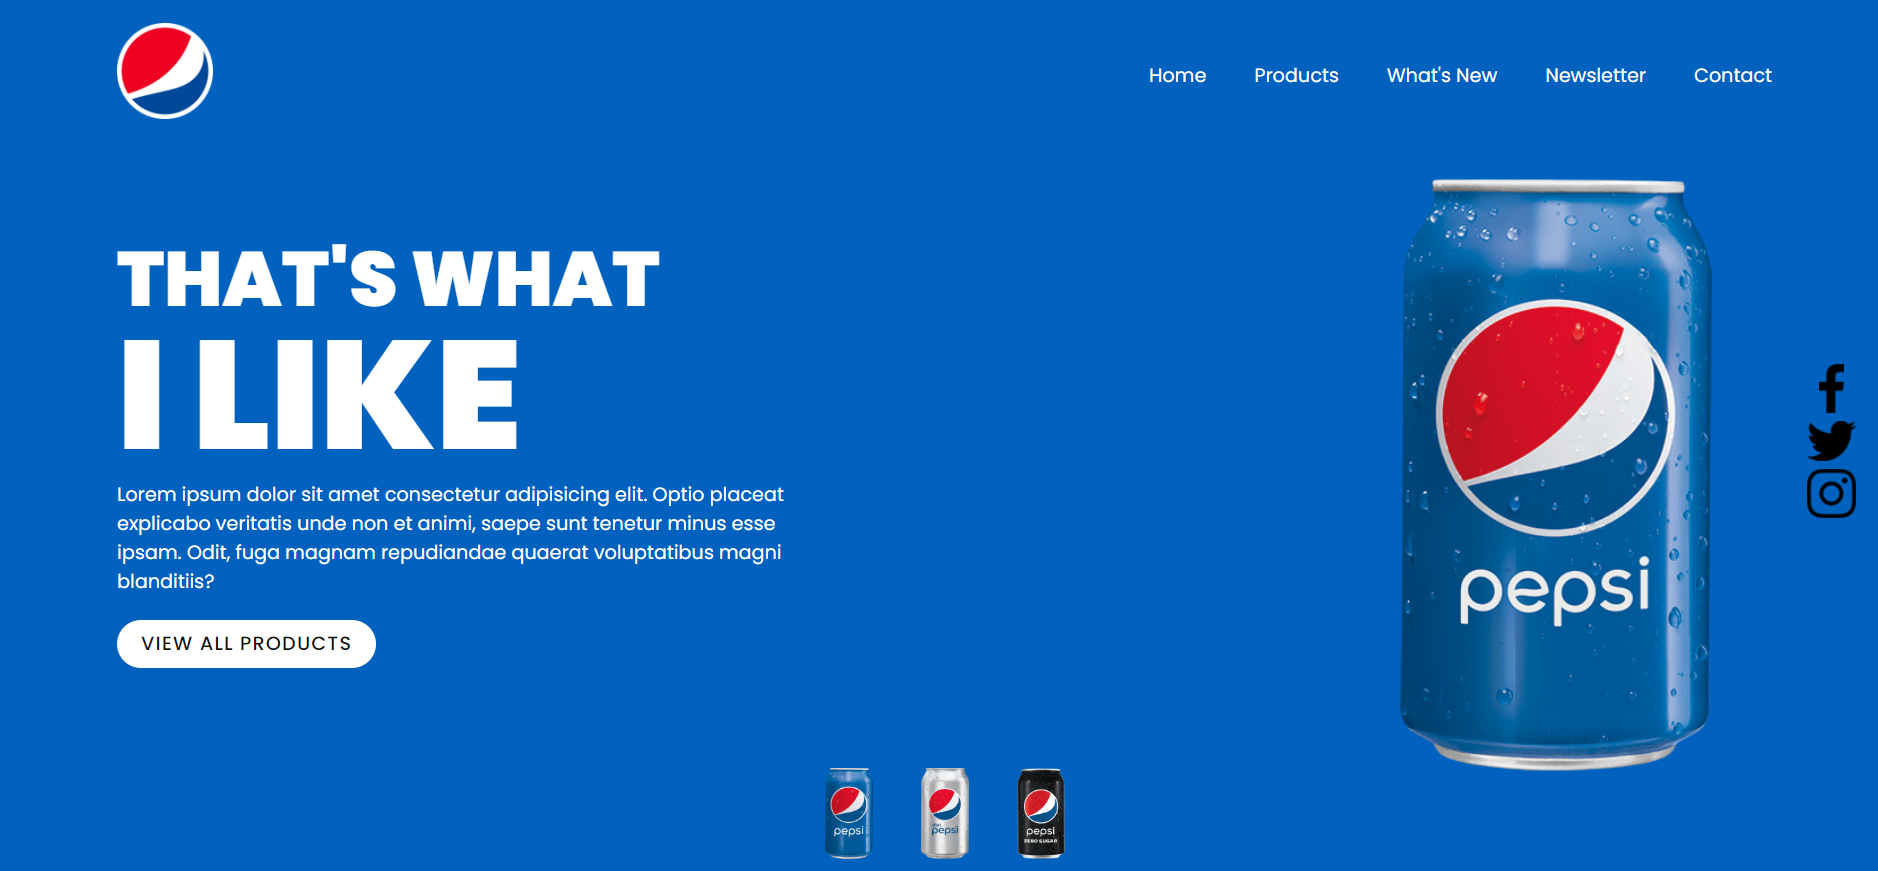 Home Products What's New Newsletter Contact
THAT'S WHAT
I LIKE
Lorem ipsum dolor sit amet consectetur adipisicing elit. Optio placeat
explicabo veritatis unde non et animi, saepe sunt tenetur minus esse
ipsam. Odit, fuga magnam repudiandae quaerat voluptatibus magni
blanditiis?
VIEW ALL PRODUCTS
pepsi
pepsi
diet
pepsi
pepsi
ZERO SUGAR